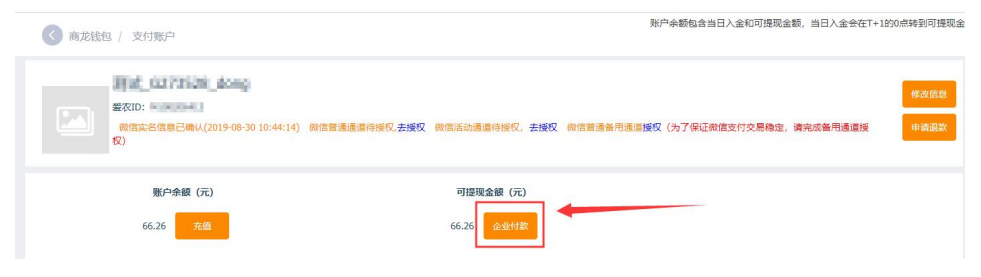 账户余额包含当日入金和可提现金额，当日入金会在T+1的0点转到可提现金
商龙钱包 / 支付账户
爱农ID:
修改信息
微信实名信息已确认(2019-08-30 10:44:14) 微信普通通道待授权,去授权 微信活动通道待授权，去授权 微信普通备用通道授权（为了保证微信支付交易稳定，请完成备用通道授
权）
申请退款
账户余额（元）
可提现金额（元）
66.26 充值
66.26 企业付款